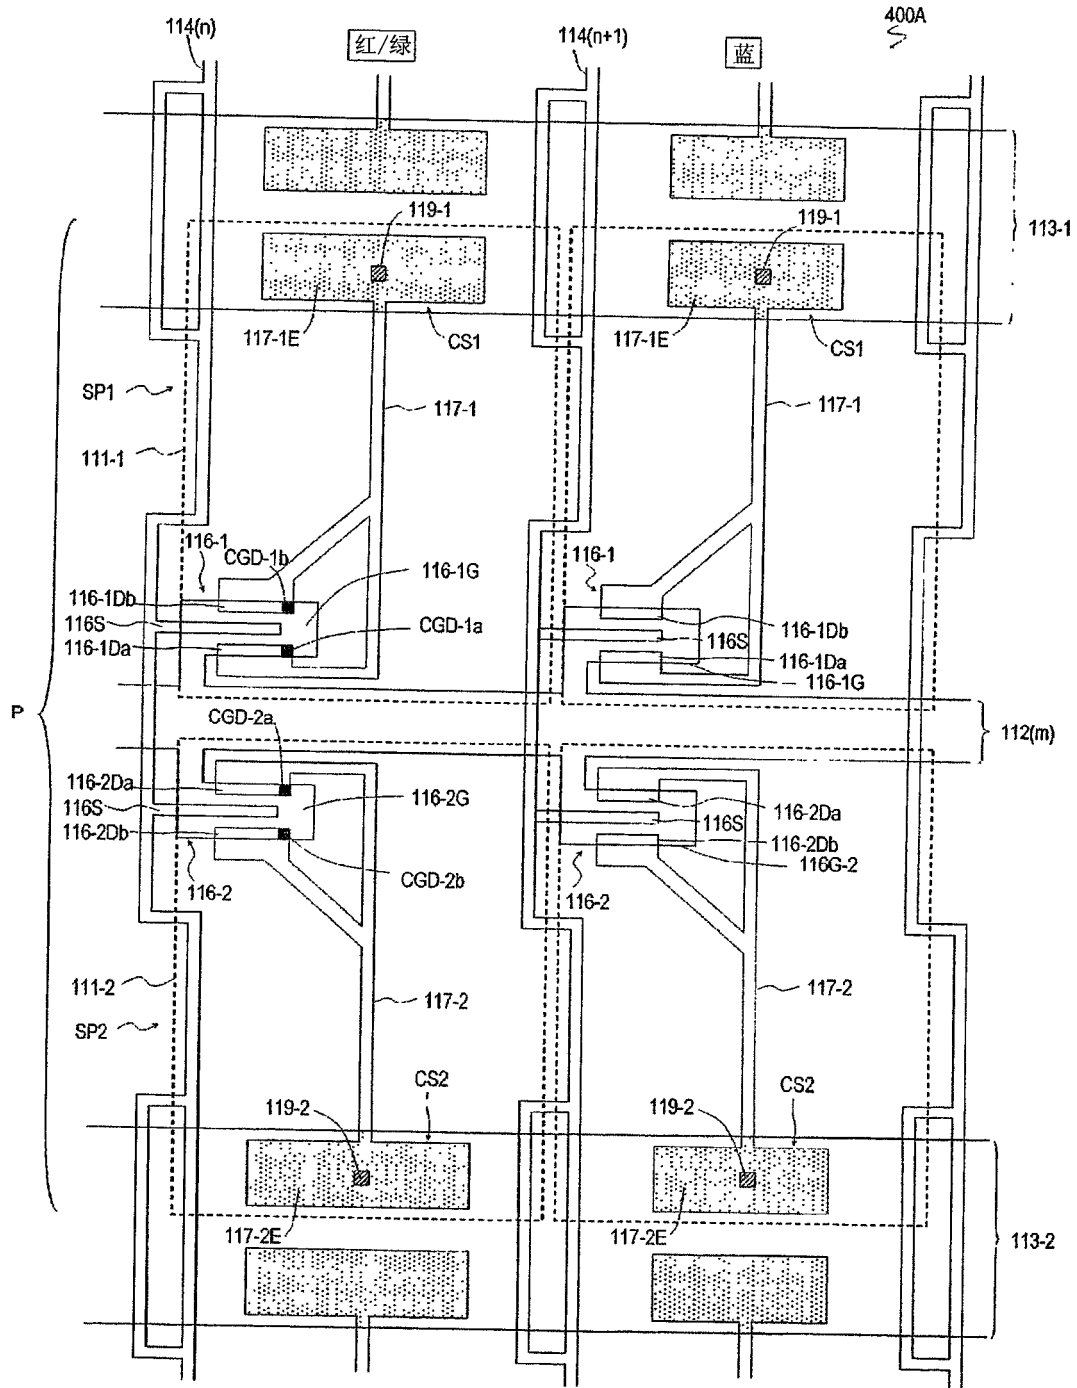 400A
114(n)
红/绿
114(n+1)
蓝
119-1
119-1
113-1
117-1E
CS1
117-1E
CS1
SP1
117-1
117-1
111-1
116-1
CGD-1b
116-1G
116-1
116-1Db
116S
CGD-1a
116-1Db
116S
116-1Da
116-1Da
116-1G
P
CGD-2a
112(m)
116-2Da
116-2G
116-2Da
116S
116S
116-2Db
116-2Db
116G-2
116-2
CGD-2b
116-2
111-2
117-2
117-2
SP2
CS2
CS2
119-2
119-2
117-2E
117-2E
113-2